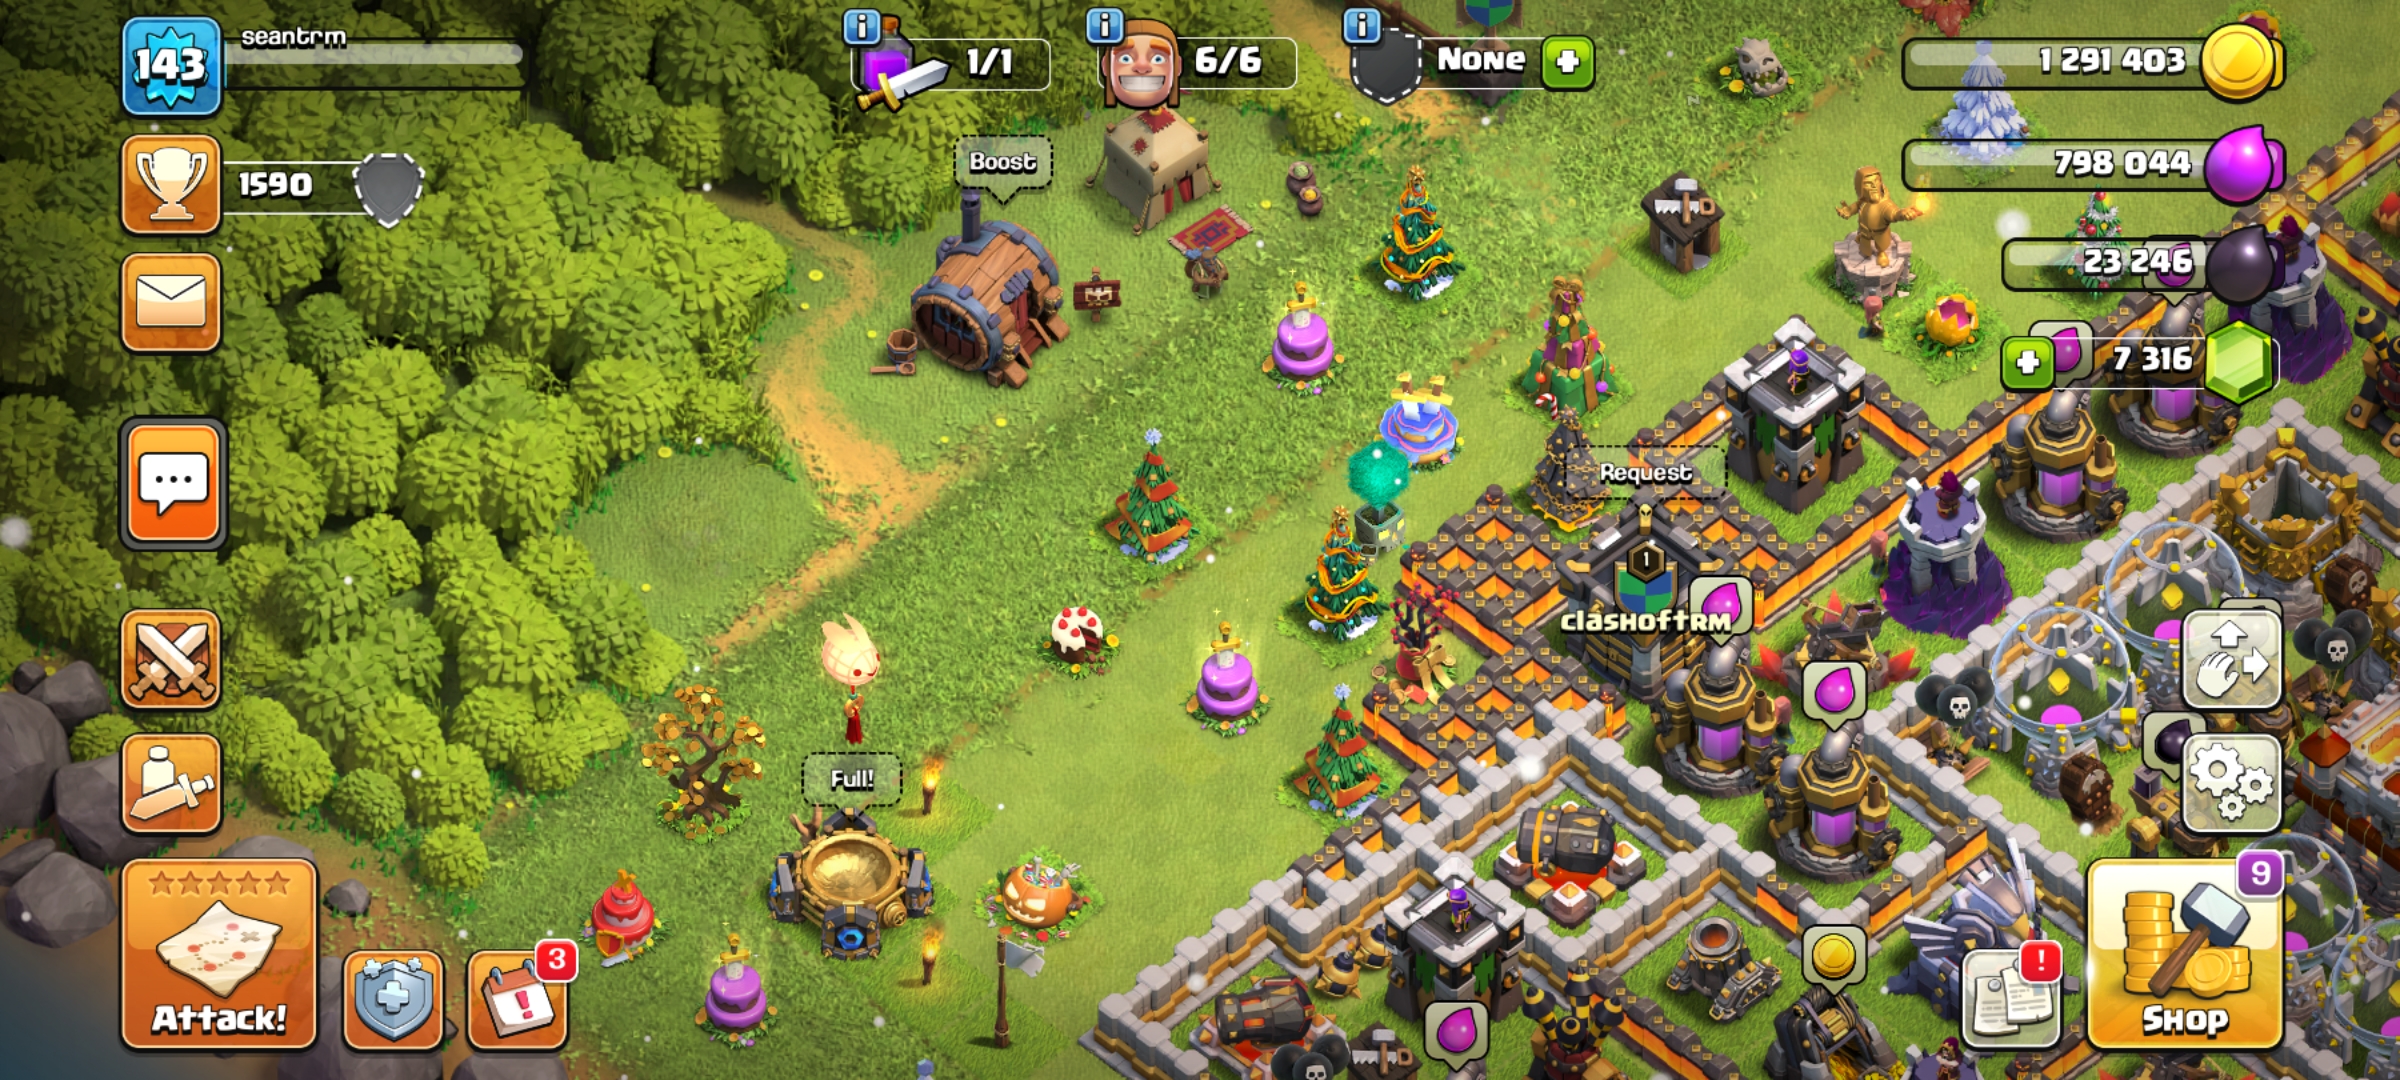 143
seantrm
1/1
6/6
None
1 291 403
1590
Boost
798 044
23 246
7 316
Request
1
clashoftRM
Full!
Attack!
3
!
9
Shop